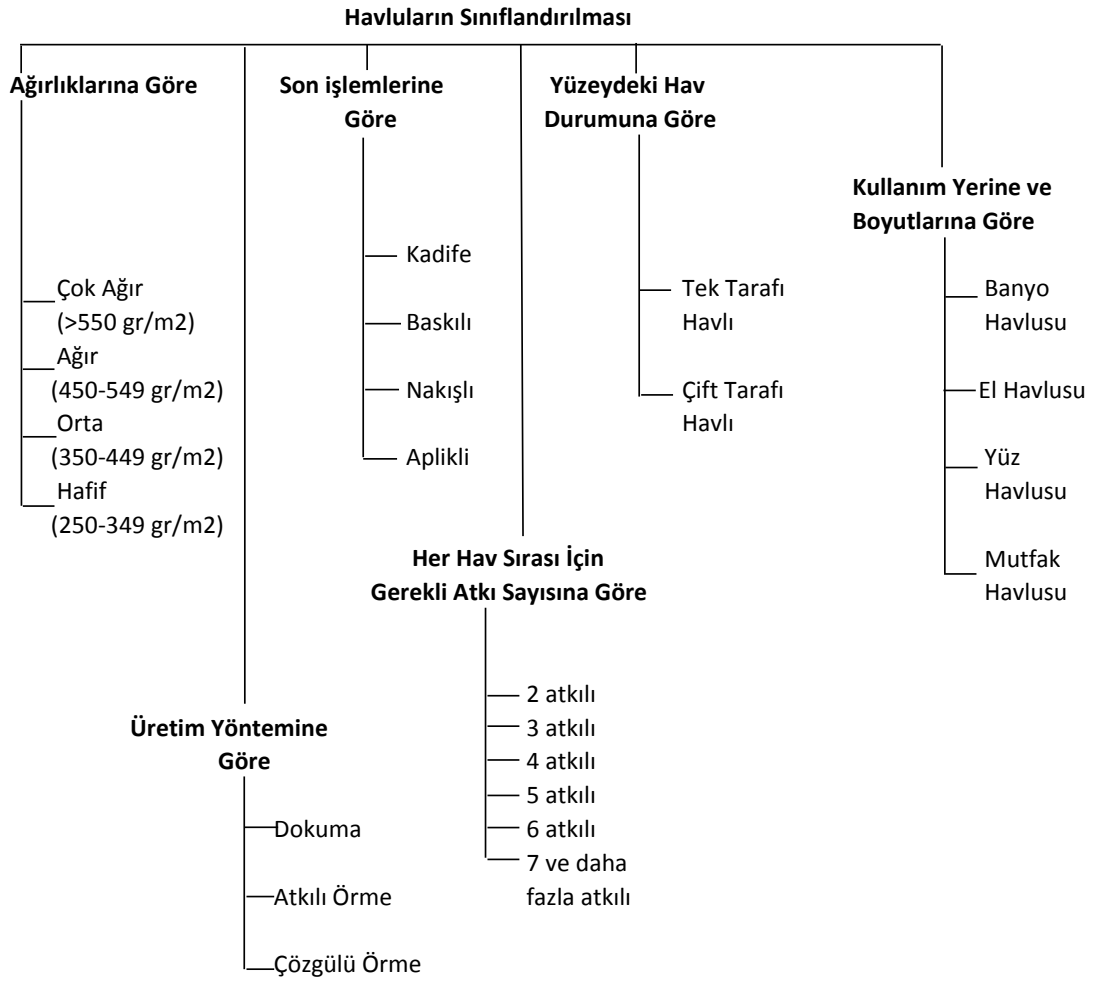 Havluların Sınıflandırılması
Ağırlıklarına Göre
Çok Ağır
(>550 gr/m2)
Ağır
(450-549 gr/m2)
Orta
(350-449 gr/m2)
Hafif
(250-349 gr/m2)
Üretim Yöntemine
Göre
Dokuma
Atkılı Örme
Çözgülü Örme
Son işlemlerine
Göre
Kadife
Baskılı
Nakışlı
Aplikli
Her Hav Sırası İçin
Gerekli Atkı Sayısına Göre
2 atkılı
3 atkılı
4 atkılı
5 atkılı
6 atkılı
7 ve daha
fazla atkılı
Yüzeydeki Hav
Durumuna Göre
Tek Tarafı
Havlı
Çift Tarafı
Havlı
Kullanım Yerine ve
Boyutlarına Göre
Banyo
Havlusu
El Havlusu
Yüz
Havlusu
Mutfak
Havlusu